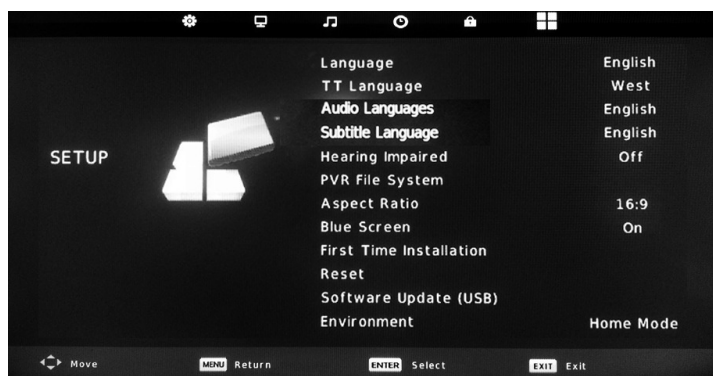 Language English
TT Language West
Audio Languages English
Subtitle Language English
SETUP
Hearing Impaired Off
PVR File System
Aspect Ratio 16:9
Blue Screen On
First Time Installation
Reset
Software Update (USB)
Environment Home Mode
Move MENU Return ENTER Select EXIT Exit